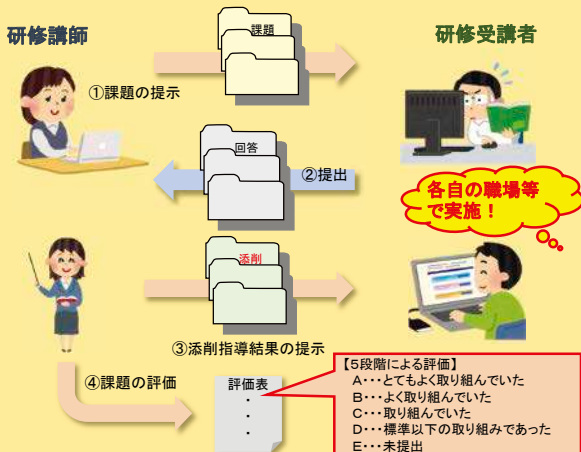 研修講師
研修受講者
課題
①課題の提示
回答
②提出
各自の職場等
で実施！
添削
③添削指導結果の提示
④課題の評価
評価表
・
・
・
【５段階による評価】
Ａ・・・とてもよく取り組んでいた
Ｂ・・・よく取り組んでいた
Ｃ・・・取り組んでいた
Ｄ・・・標準以下の取り組みであった
Ｅ・・・未提出